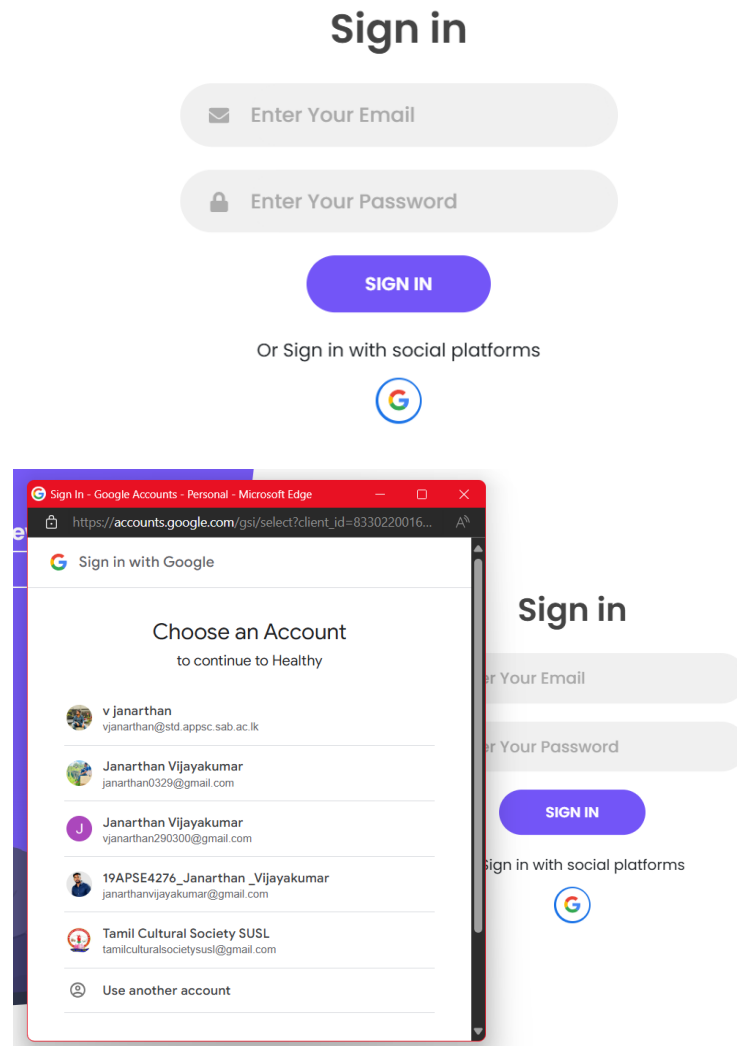 Sign in
Enter Your Email
Enter Your Password
SIGN IN
Or Sign in with social platforms
G
Sign In - Google Accounts - Personal - Microsoft Edge
https://accounts.google.com/gsi/select?client_id=8330220016...
G Sign in with Google
Choose an Account
to continue to Healthy
v janarthan
vjanarthan@std.appsc.sab.ac.lk
Janarthan Vijayakumar
janarthan0329@gmail.com
J
Janarthan Vijayakumar
vjanarthan290300@gmail.com
19APSE4276_Janarthan _Vijayakumar
janarthanvijayakumar@gmail.com
Tamil Cultural Society SUSL
tamilculturalsocietysusl@gmail.com
Use another account
Sign in
r Your Email
r Your Password
SIGN IN
Sign in with social platforms
G